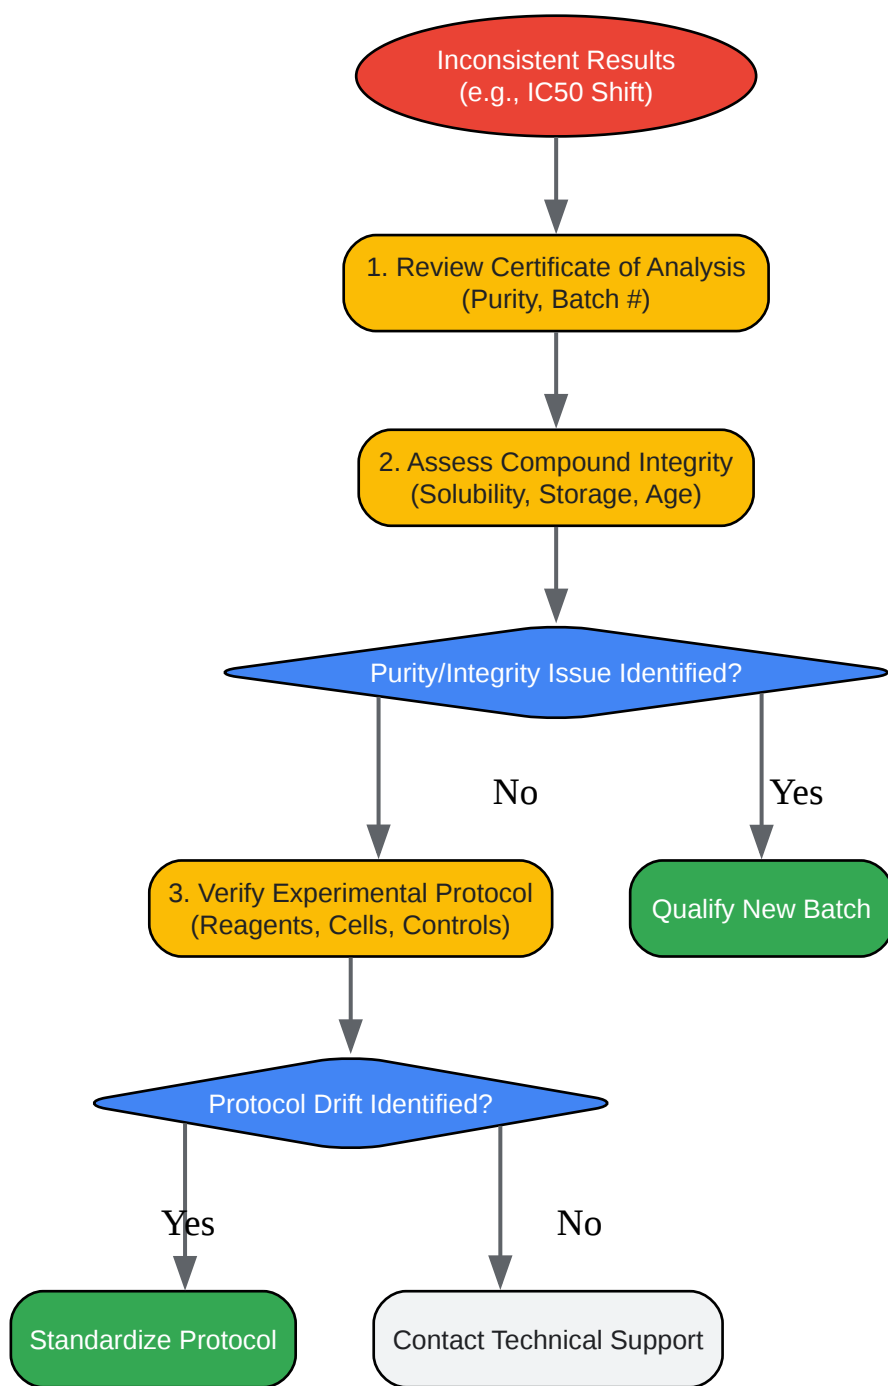 Inconsistent Results
(e.g., IC50 Shift)
1. Review Certificate of Analysis
(Purity, Batch #)
2. Assess Compound Integrity
(Solubility, Storage, Age)
Purity/Integrity Issue Identified?
No
Yes
3. Verify Experimental Protocol
(Reagents, Cells, Controls)
Qualify New Batch
Protocol Drift Identified?
Yes
No
Standardize Protocol
Contact Technical Support